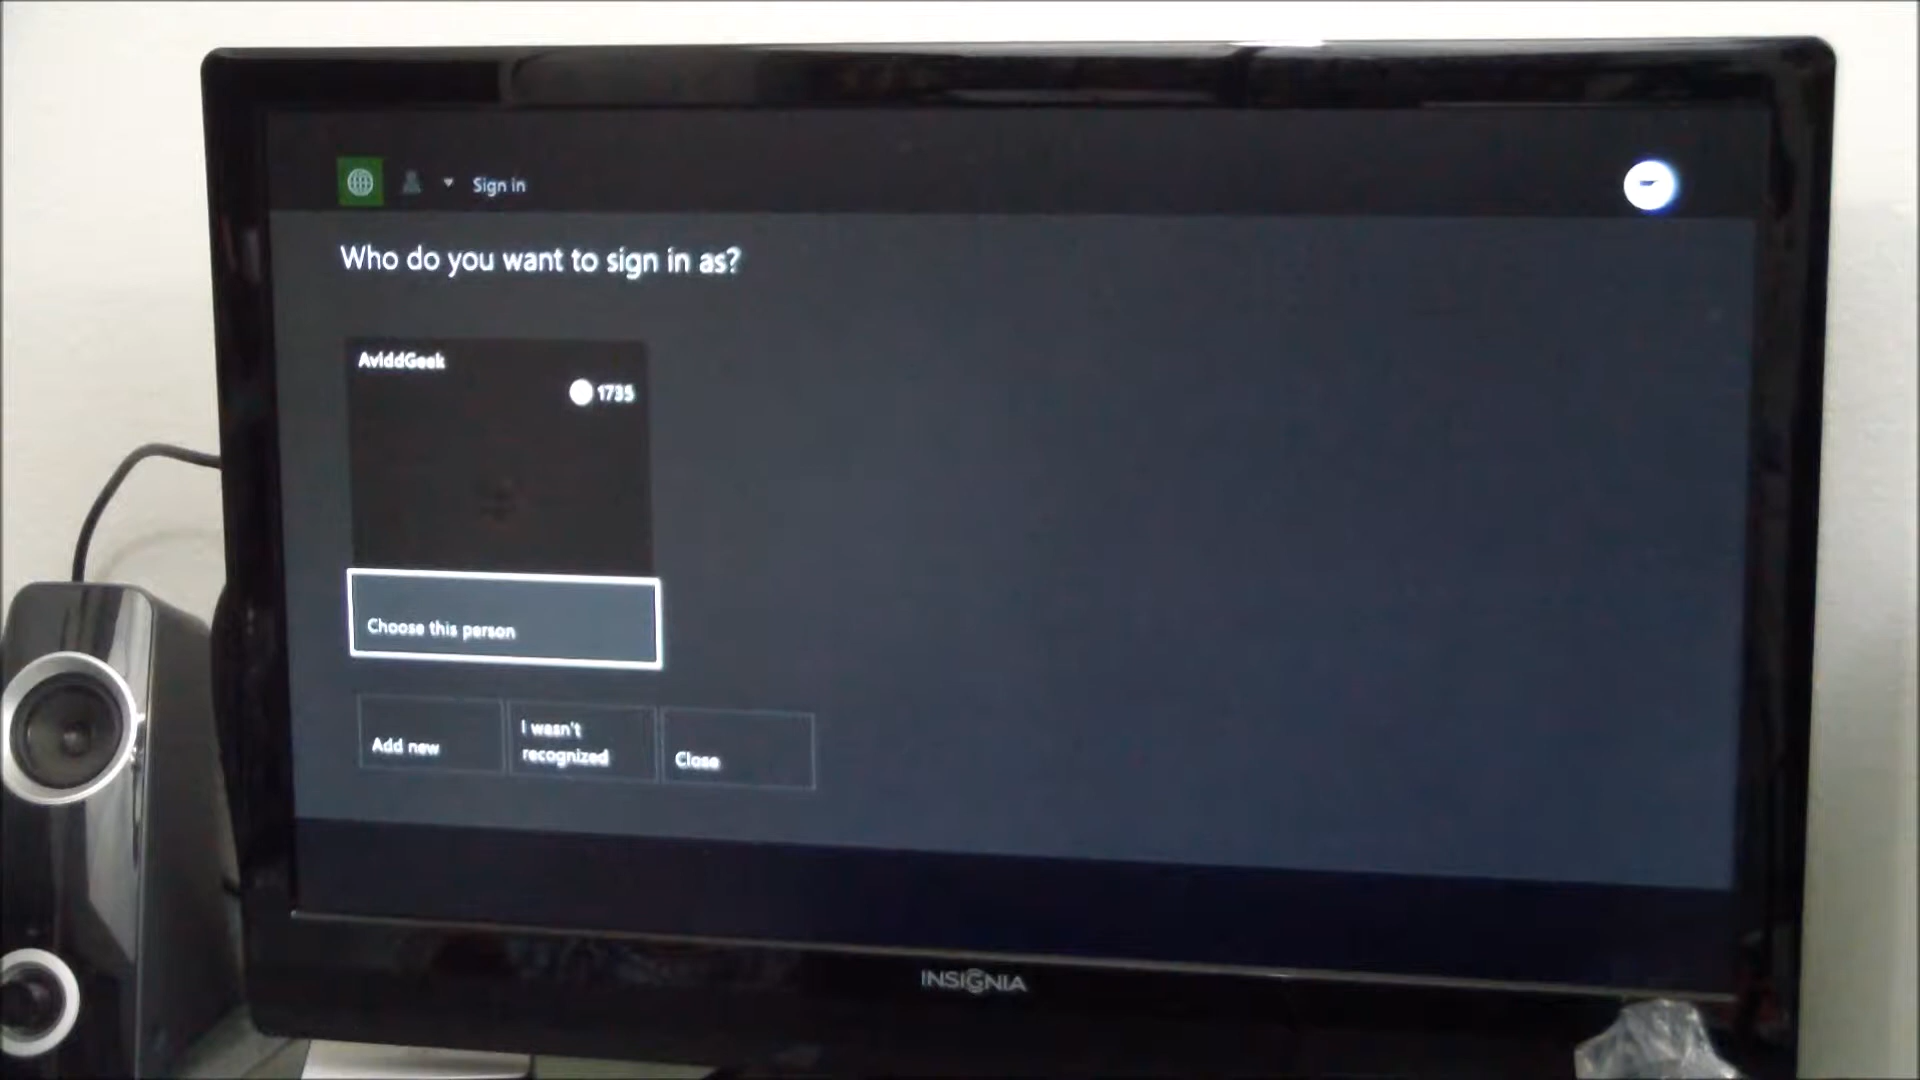 Sign in
Who do you want to sign in as?
AviddGeek
1735
Choose this person
Add new
I wasn't
recognized
Close
INSIGNIA